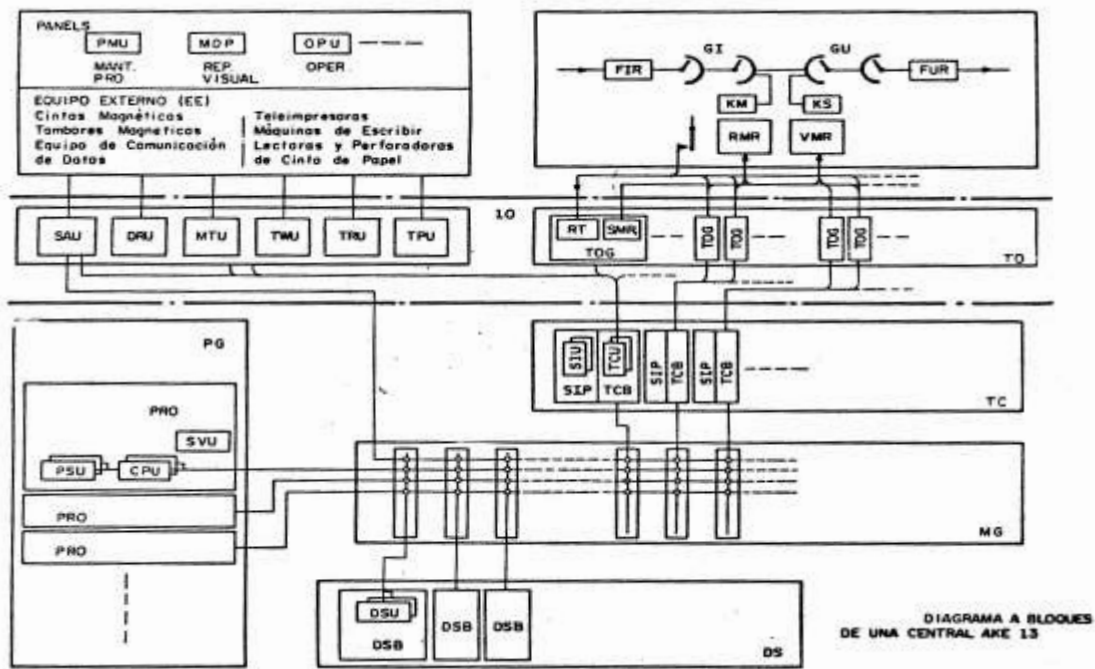 PANELS
PMU
MDP
OPU
MANT. PRO
REP. VISUAL
OPER.
EQUIPO EXTERNO (EE)
Cintas Magnéticas
Tambores Magneticos
Equipo de Comunicación
de Datos
Teleimpresoras
Máquinas de Escribir
Lectoras y Perforadoras
de Cinta de Papel
GI
GU
FIR
FUR
KM
KS
RMR
VMR
IO
SAU
DRU
MTU
TWU
TRU
TPU
RT
SMR
TOG
TOG
TOG
TOG
TOG
TO
SIU
TCU
SIP
TCB
SIP
TCB
SIP
TCB
TC
PG
PRO
SVU
PSU
CPU
PRO
PRO
MG
DSU
DSB
DSB
DSB
DS
DIAGRAMA A BLOQUES
DE UNA CENTRAL AKE 13